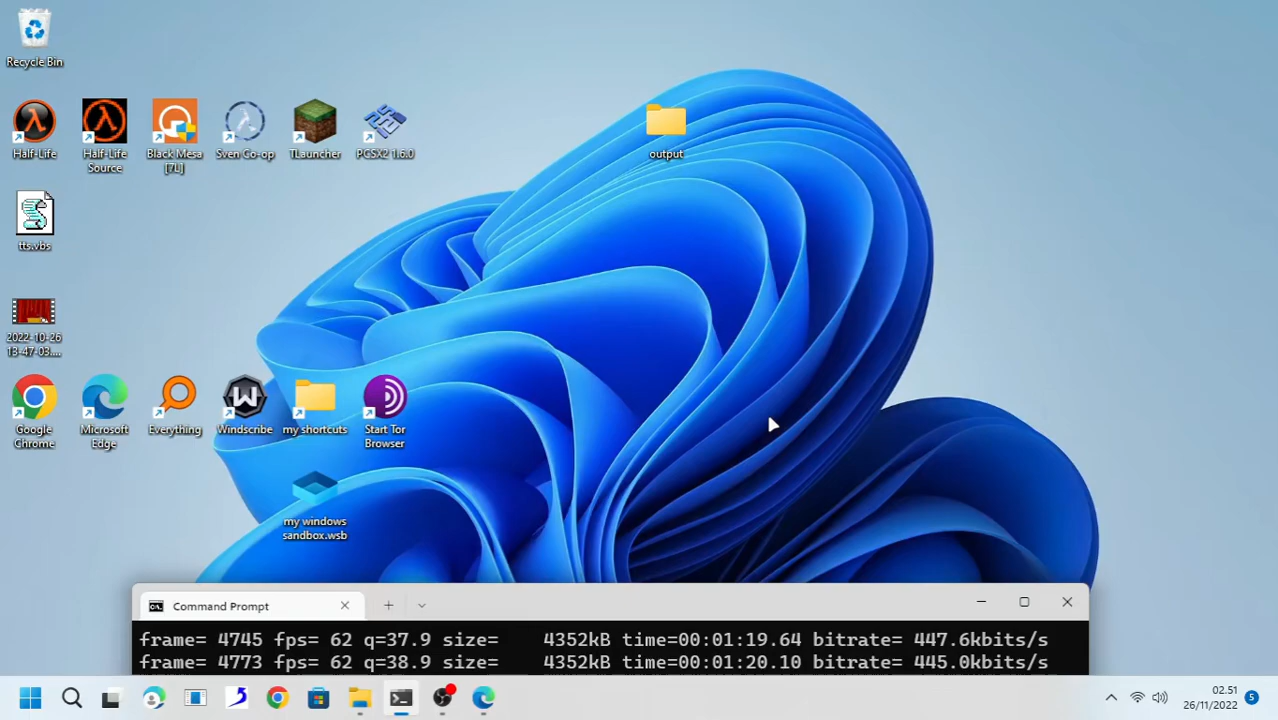 Recycle Bin
Half-Life
Half-Life
Source
Black Mesa
[7L]
Sven Co-op
TLauncher
PCSX2 1.6.0
output
tts.vbs
2022-10-26
13-47-03....
Google
Chrome
Microsoft
Edge
Everything
Windscribe
my shortcuts
Start Tor
Browser
my windows
sandbox.wsb
Command Prompt
frame= 4745 fps= 62 q=37.9 size=    4352kB time=00:01:19.64 bitrate= 447.6kbits/s
frame= 4773 fps= 62 q=38.9 size=    4352kB time=00:01:20.10 bitrate= 445.0kbits/s
02.51
26/11/2022
5